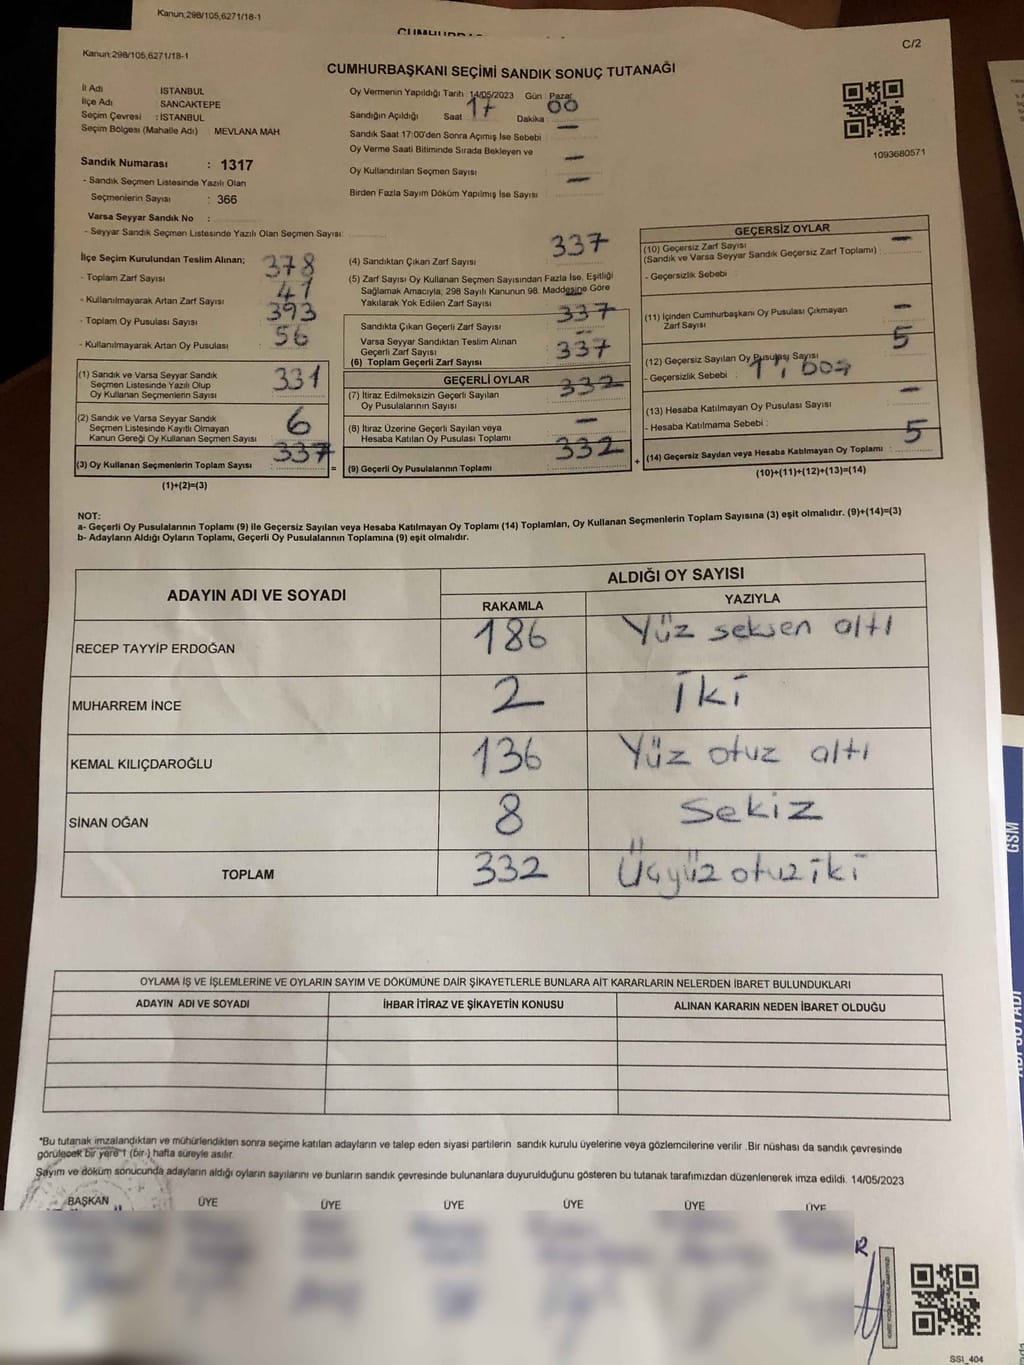 Kanun;298/105,6271/18-1
Kanun;298/105,6271/18-1
C/2
CUMHURBAŞKANI SEÇİMİ SANDIK SONUÇ TUTANAĞI
İl Adı : İSTANBUL
İlçe Adı : SANCAKTEPE
Seçim Çevresi : İSTANBUL
Seçim Bölgesi (Mahalle Adı) MEVLANA MAH
Sandık Numarası : 1317
- Sandık Seçmen Listesinde Yazılı Olan
Seçmenlerin Sayısı : 366
Varsa Seyyar Sandık No :
- Seyyar Sandık Seçmen Listesinde Yazılı Olan Seçmen Sayısı
Oy Vermenin Yapıldığı Tarih 14/05/2023 Gün : Pazar
Sandığın Açıldığı Saat 17 Dakika : 00
Sandık Saat 17:00'den Sonra Açımış İse Sebebi —
Oy Verme Saati Bitiminde Sırada Bekleyen ve
Oy Kullandırılan Seçmen Sayısı —
Birden Fazla Sayım Döküm Yapılmış İse Sayısı —
1093680571
İlçe Seçim Kurulundan Teslim Alınan;
- Toplam Zarf Sayısı : 378
- Kullanılmayarak Artan Zarf Sayısı : 41
- Toplam Oy Pusulası Sayısı : 393
- Kullanılmayarak Artan Oy Pusulası : 56
(1) Sandık ve Varsa Seyyar Sandık
Seçmen Listesinde Yazılı Olup
Oy Kullanan Seçmenlerin Sayısı 331
(2) Sandık ve Varsa Seyyar Sandık
Seçmen Listesinde Kayıtlı Olmayan
Kanun Gereği Oy Kullanan Seçmen Sayısı 6
(3) Oy Kullanan Seçmenlerin Toplam Sayısı : 337
(1)+(2)=(3)
=
(4) Sandıktan Çıkan Zarf Sayısı 337
(5) Zarf Sayısı Oy Kullanan Seçmen Sayısından Fazla İse, Eşitliği
Sağlamak Amacıyla, 298 Sayılı Kanunun 98. Maddesine Göre
Yakılarak Yok Edilen Zarf Sayısı —
Sandıkta Çıkan Geçerli Zarf Sayısı 337
Varsa Seyyar Sandıktan Teslim Alınan
Geçerli Zarf Sayısı —
(6) Toplam Geçerli Zarf Sayısı 337
GEÇERLİ OYLAR
(7) İtiraz Edilmeksizin Geçerli Sayılan
Oy Pusulalarının Sayısı 332
(8) İtiraz Üzerine Geçerli Sayılan veya
Hesaba Katılan Oy Pusulası Toplamı —
(9) Geçerli Oy Pusulalarının Toplamı 332
+
GEÇERSİZ OYLAR
(10) Geçersiz Zarf Sayısı
(Sandık ve Varsa Seyyar Sandık Geçersiz Zarf Toplamı) : —
- Geçersizlik Sebebi :
(11) İçinden Cumhurbaşkanı Oy Pusulası Çıkmayan
Zarf Sayısı —
(12) Geçersiz Sayılan Oy Pusulası Sayısı 5
- Geçersizlik Sebebi :
(13) Hesaba Katılmayan Oy Pusulası Sayısı —
- Hesaba Katılmama Sebebi :
(14) Geçersiz Sayılan veya Hesaba Katılmayan Oy Toplamı : 5
(10)+(11)+(12)+(13)=(14)
NOT:
a- Geçerli Oy Pusulalarının Toplamı (9) ile Geçersiz Sayılan veya Hesaba Katılmayan Oy Toplamı (14) Toplamları, Oy Kullanan Seçmenlerin Toplam Sayısına (3) eşit olmalıdır. (9)+(14)=(3)
b- Adayların Aldığı Oyların Toplamı, Geçerli Oy Pusulalarının Toplamına (9) eşit olmalıdır.
ADAYIN ADI VE SOYADI
ALDIĞI OY SAYISI
RAKAMLA YAZIYLA
RECEP TAYYİP ERDOĞAN 186 Yüz seksen altı
MUHARREM İNCE 2 İki
KEMAL KILIÇDAROĞLU 136 Yüz otuz altı
SİNAN OĞAN 8 Sekiz
TOPLAM 332 Üçyüz otuz iki
OYLAMA İŞ VE İŞLEMLERİNE VE OYLARIN SAYIM VE DÖKÜMÜNE DAİR ŞİKAYETLERLE BUNLARA AİT KARARLARIN NELERDEN İBARET BULUNDUKLARI
ADAYIN ADI VE SOYADI İHBAR İTİRAZ VE ŞİKAYETİN KONUSU ALINAN KARARIN NEDEN İBARET OLDUĞU
*Bu tutanak imzalandıktan ve mühürlendikten sonra seçime katılan adayların ve talep eden siyasi partilerin sandık kurulu üyelerine veya gözlemcilerine verilir .Bir nüshası da sandık çevresinde
görülecek bir yere 1 (bir ) hafta süreyle asılır.
Sayım ve döküm sonucunda adayların aldığı oyların sayılarını ve bunların sandık çevresinde bulunanlara duyurulduğunu gösteren bu tutanak tarafımızdan düzenlenerek imza edildi. 14/05/2023
BAŞKAN ÜYE ÜYE ÜYE ÜYE ÜYE ÜYE
SSI_404
GSM